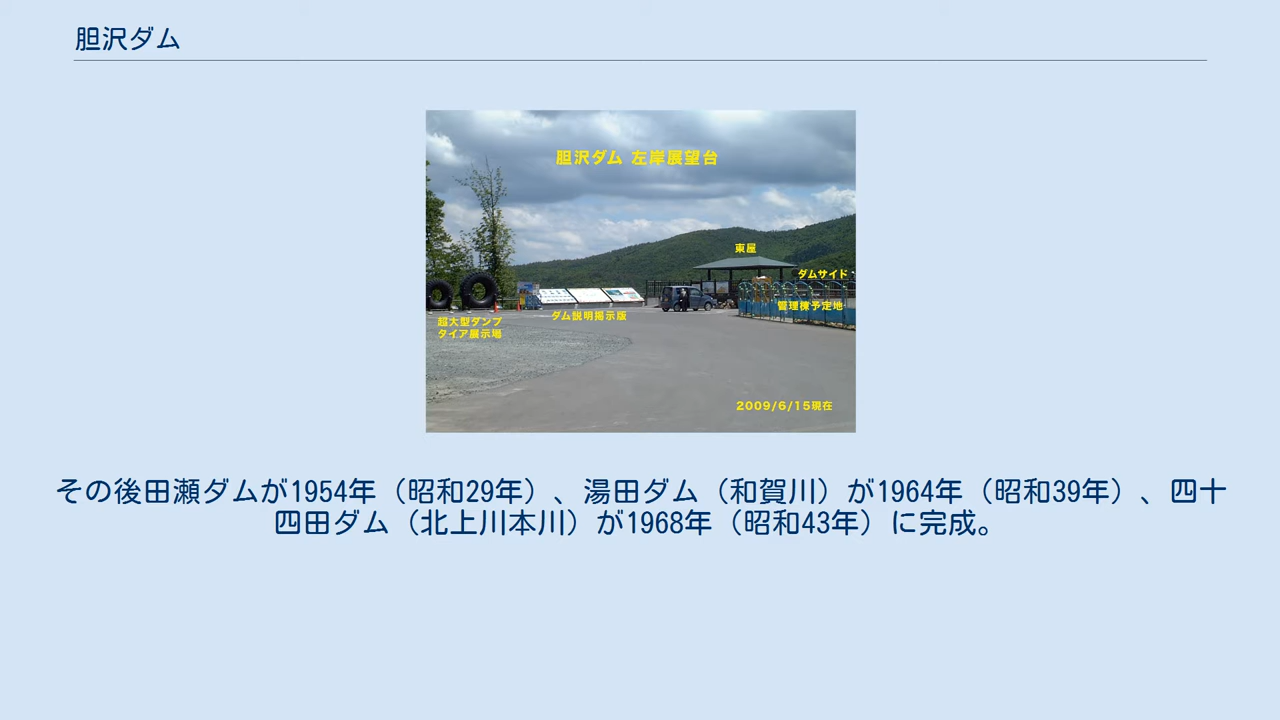 胆沢ダム
胆沢ダム 左岸展望台
東屋
ダムサイド
管理棟予定地
ダム説明掲示版
超大型ダンプ
タイア展示場
2009/6/15現在
その後田瀬ダムが1954年（昭和29年）、湯田ダム（和賀川）が1964年（昭和39年）、四十
四田ダム（北上川本川）が1968年（昭和43年）に完成。